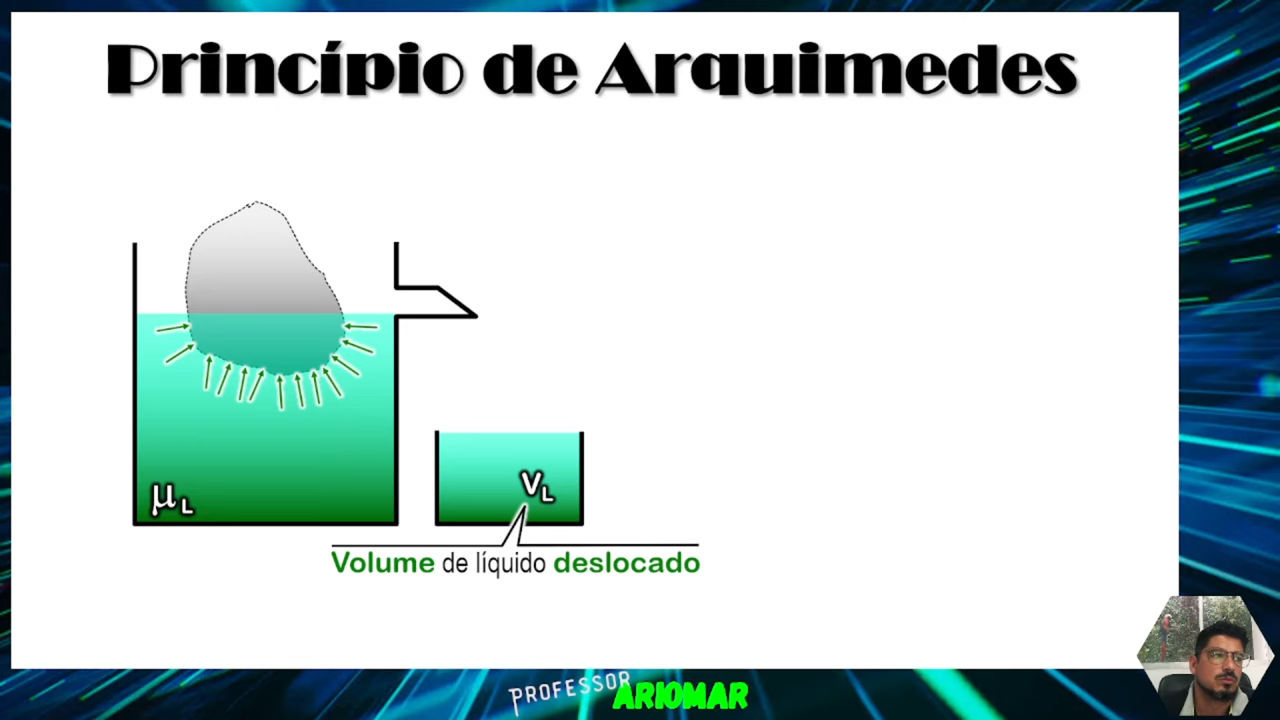 Princípio de Arquimedes
μL
VL
Volume de líquido deslocado
PROFESSOR ARIOMAR